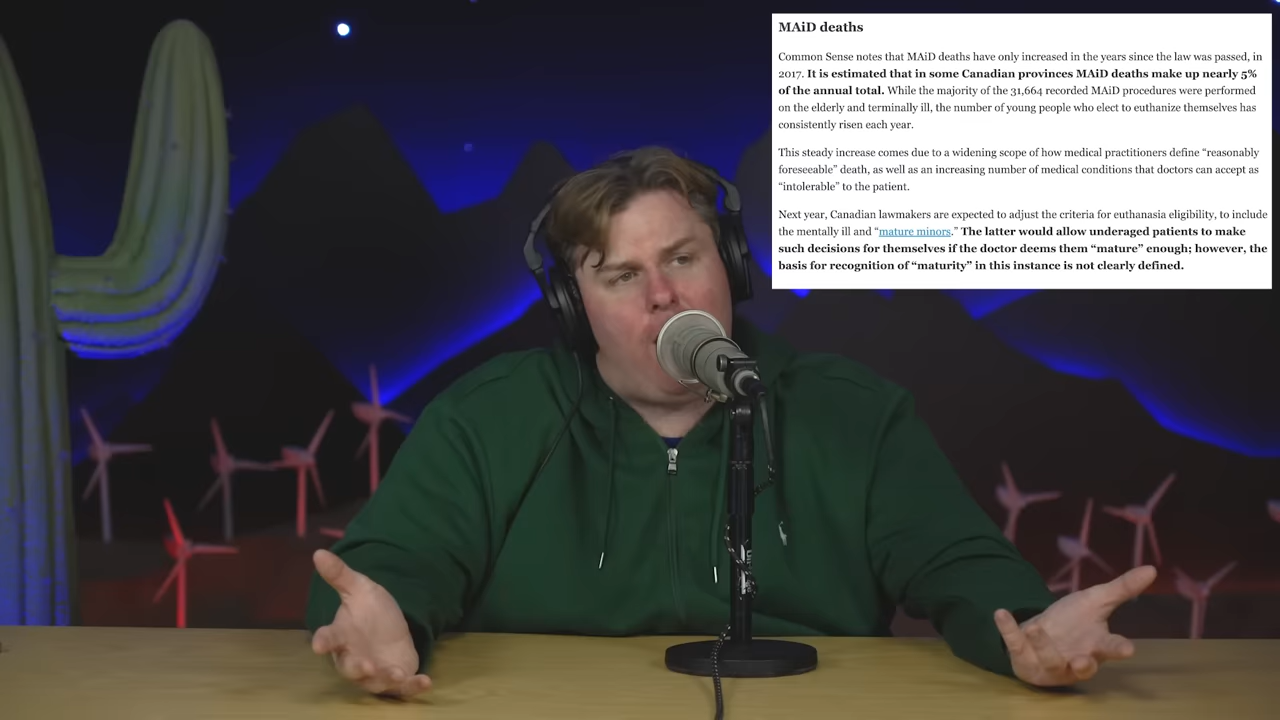 MAiD deaths
Common Sense notes that MAiD deaths have only increased in the years since the law was passed, in
2017. It is estimated that in some Canadian provinces MAiD deaths make up nearly 5%
of the annual total. While the majority of the 31,664 recorded MAiD procedures were performed
on the elderly and terminally ill, the number of young people who elect to euthanize themselves has
consistently risen each year.
This steady increase comes due to a widening scope of how medical practitioners define “reasonably
foreseeable” death, as well as an increasing number of medical conditions that doctors can accept as
“intolerable” to the patient.
Next year, Canadian lawmakers are expected to adjust the criteria for euthanasia eligibility, to include
the mentally ill and “mature minors.” The latter would allow underaged patients to make
such decisions for themselves if the doctor deems them “mature” enough; however, the
basis for recognition of “maturity” in this instance is not clearly defined.